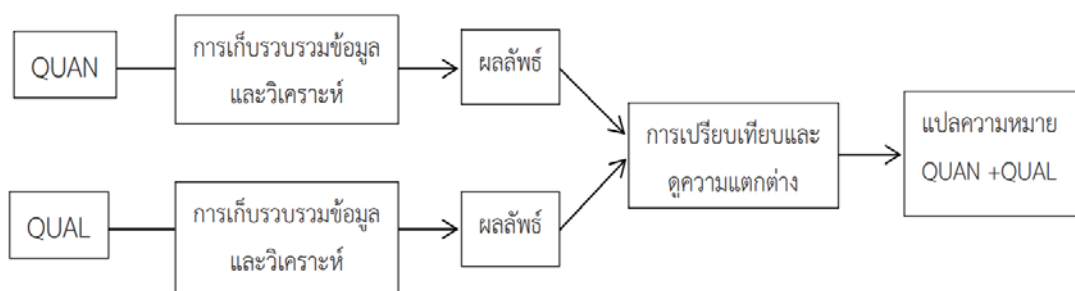 QUAN
การเก็บรวบรวมข้อมูล
และวิเคราะห์
ผลลัพธ์
QUAL
การเก็บรวบรวมข้อมูล
และวิเคราะห์
ผลลัพธ์
การเปรียบเทียบและ
ดูความแตกต่าง
แปลความหมาย
QUAN +QUAL